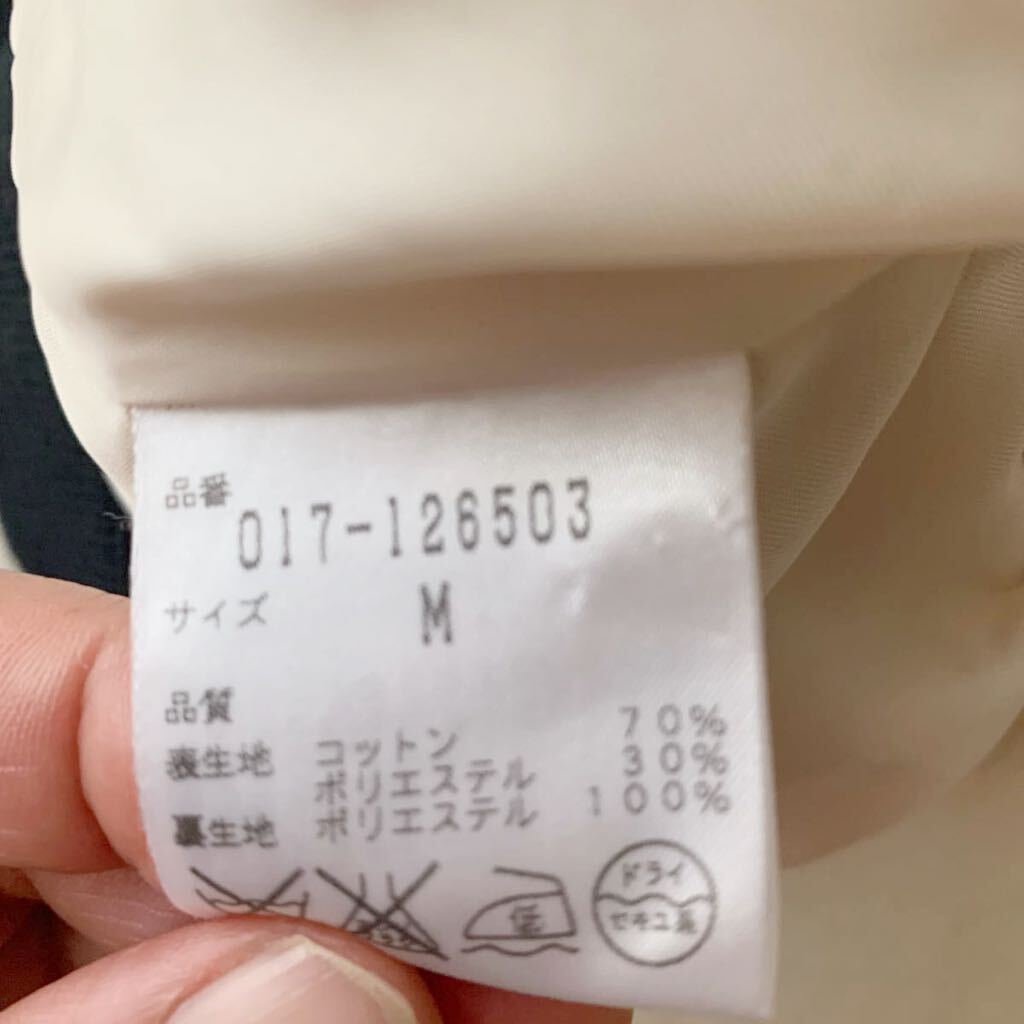 品番 017-126503
サイズ M
品質
表生地 コットン 70%
ポリエステル 30%
裏生地 ポリエステル 100%
低
ドライ
セキユ系